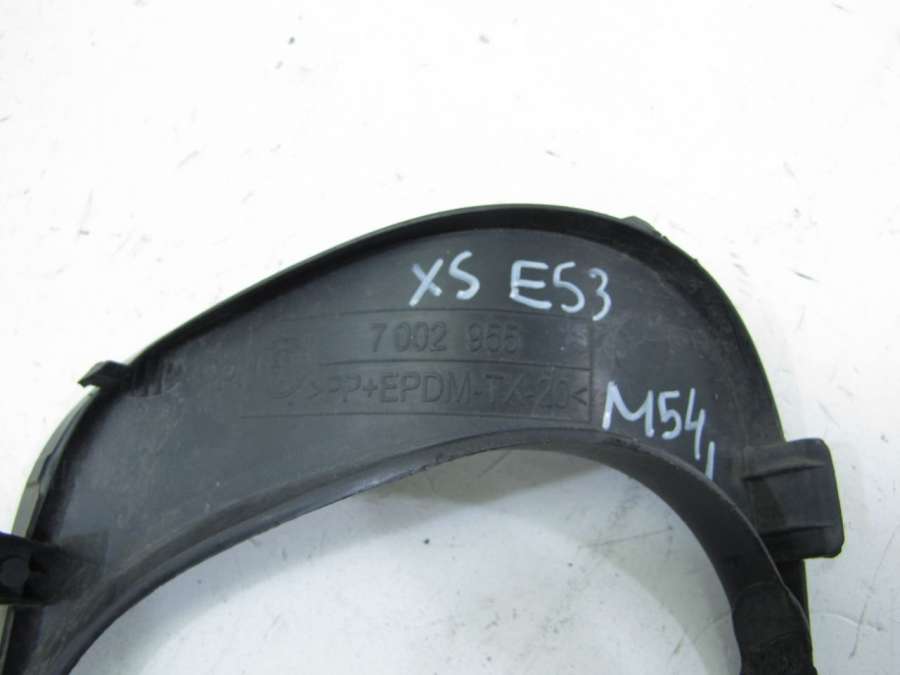 XS E53
7 002 955
>PP+EPDM-TX-20<
M54,